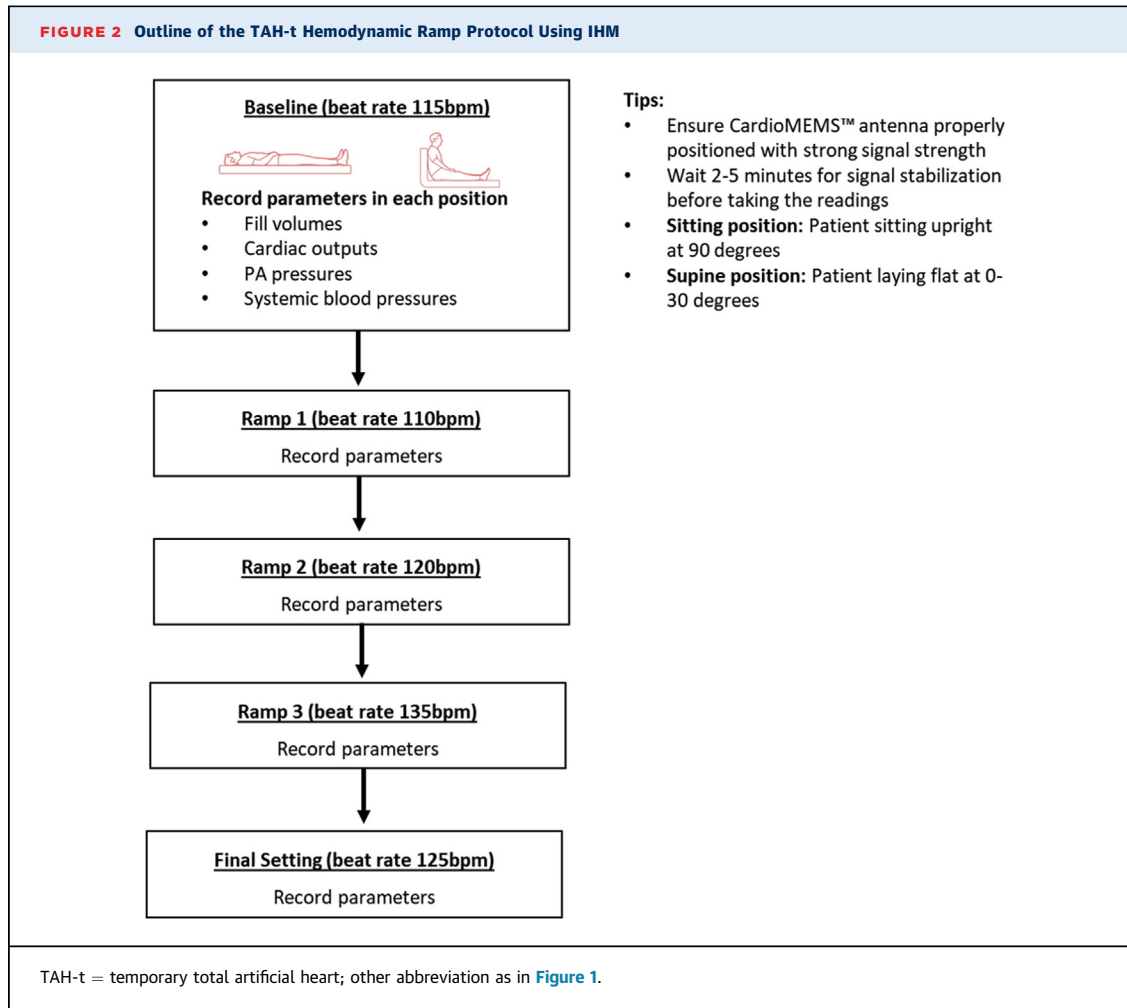 FIGURE 2 Outline of the TAH-t Hemodynamic Ramp Protocol Using IHM
Baseline (beat rate 115bpm)
Record parameters in each position
• Fill volumes
• Cardiac outputs
• PA pressures
• Systemic blood pressures
Tips:
• Ensure CardioMEMS™ antenna properly
positioned with strong signal strength
• Wait 2-5 minutes for signal stabilization
before taking the readings
• Sitting position: Patient sitting upright
at 90 degrees
• Supine position: Patient laying flat at 0-
30 degrees
Ramp 1 (beat rate 110bpm)
Record parameters
Ramp 2 (beat rate 120bpm)
Record parameters
Ramp 3 (beat rate 135bpm)
Record parameters
Final Setting (beat rate 125bpm)
Record parameters
TAH-t = temporary total artificial heart; other abbreviation as in Figure 1.